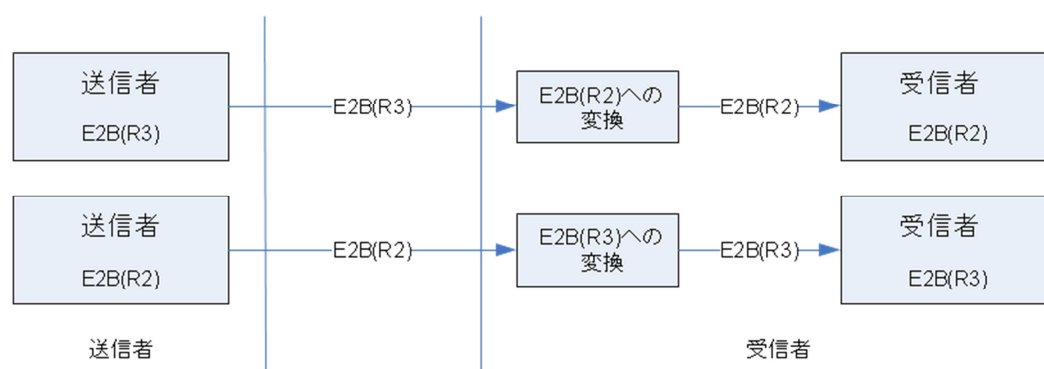 送信者
E2B(R3)
E2B(R3)
E2B(R2)への
変換
E2B(R2)
受信者
E2B(R2)
送信者
E2B(R2)
E2B(R2)
E2B(R3)への
変換
E2B(R3)
受信者
E2B(R3)
送信者
受信者